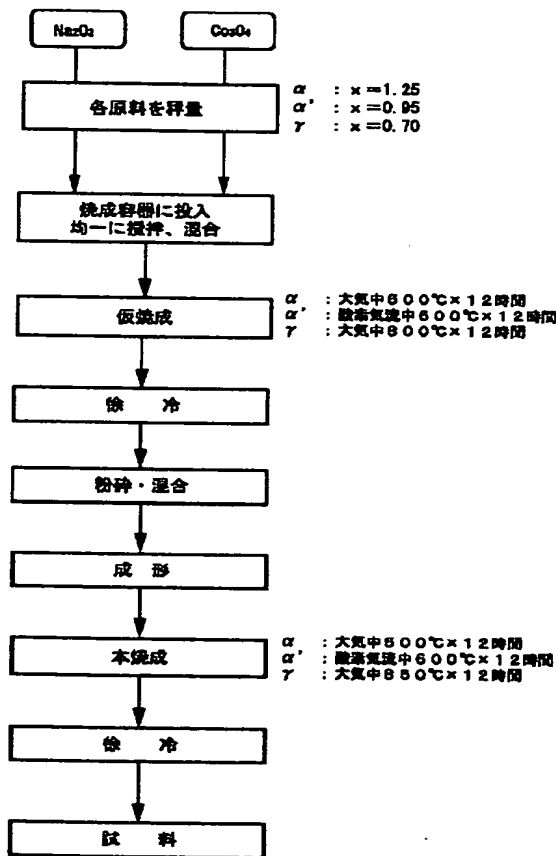 Na₂O₂
Co₃O₄
各原料を秤量
α : x=1.25
α' : x=0.95
γ : x=0.70
焼成容器に投入
均一に撹拌、混合
仮焼成
α : 大気中500℃×12時間
α' : 酸素気流中600℃×12時間
γ : 大気中800℃×12時間
徐 冷
粉砕・混合
成 形
本焼成
α : 大気中500℃×12時間
α' : 酸素気流中600℃×12時間
γ : 大気中850℃×12時間
徐 冷
試 料